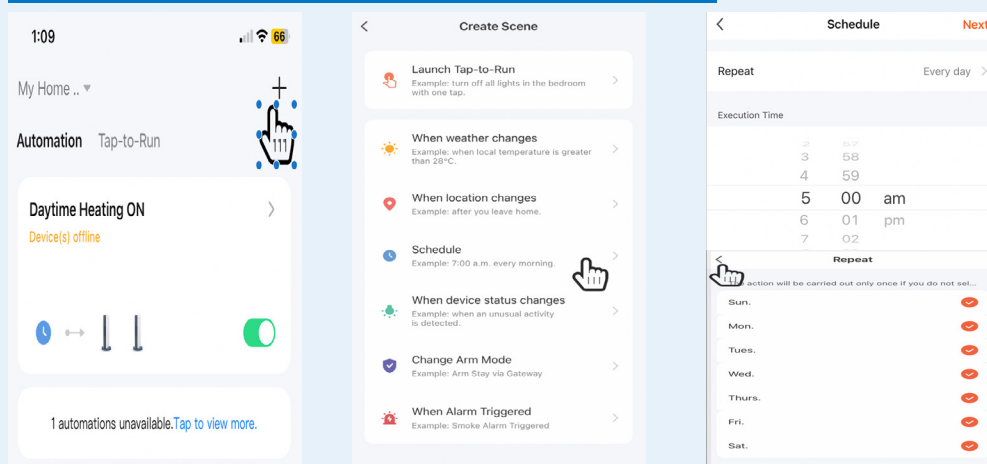 1:09
66
My Home .. ▾
Automation Tap-to-Run
Daytime Heating ON
Device(s) offline
1 automations unavailable.Tap to view more.
Create Scene
Launch Tap-to-Run
Example: turn off all lights in the bedroom
with one tap.
When weather changes
Example: when local temperature is greater
than 28°C.
When location changes
Example: after you leave home.
Schedule
Example: 7:00 a.m. every morning.
When device status changes
Example: when an unusual activity
is detected.
Change Arm Mode
Example: Arm Stay via Gateway
When Alarm Triggered
Example: Smoke Alarm Triggered
Schedule Next
Repeat Every day
Execution Time
2 57
3 58
4 59
5 00 am
6 01 pm
7 02
Repeat
action will be carried out only once if you do not sel...
Sun.
Mon.
Tues.
Wed.
Thurs.
Fri.
Sat.